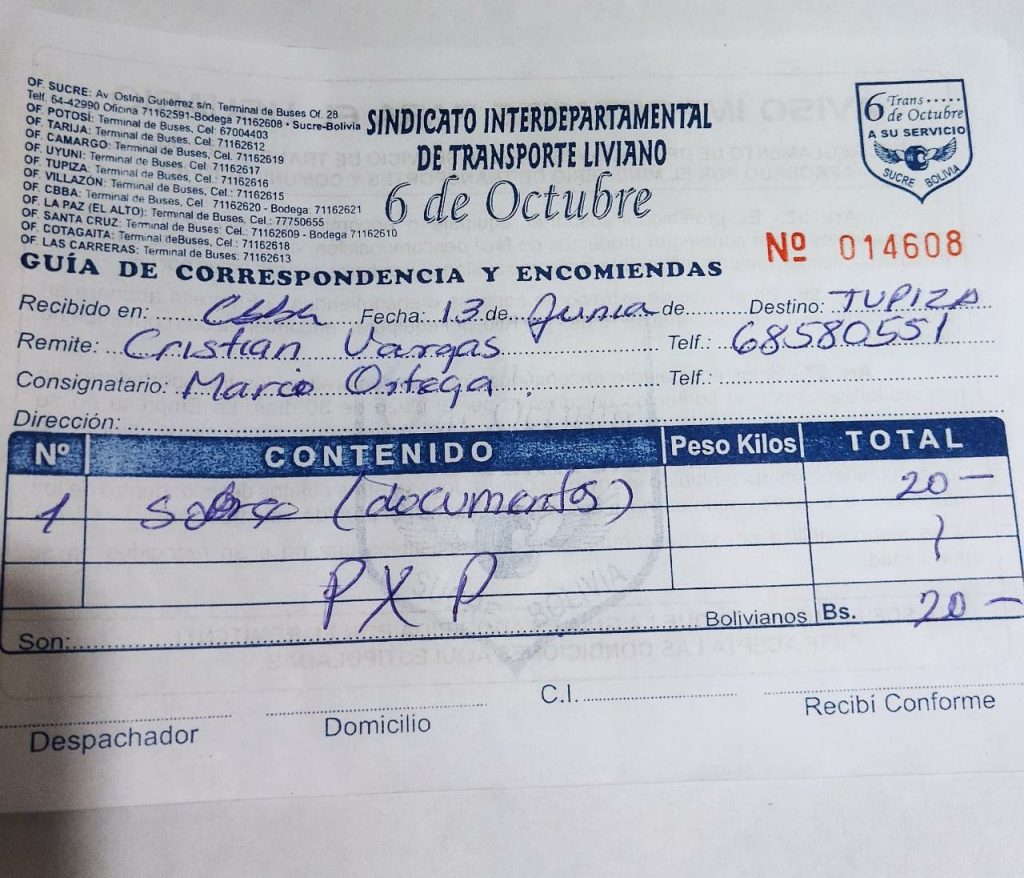 OF. SUCRE: Av. Ostria Gutiérrez s/n. Terminal de Buses Of. 28
Telf. 64-42990 Oficina 71162591-Bodega 71162608 • Sucre-Bolivia
OF. POTOSÍ: Terminal de Buses, Cel: 67004403
OF. TARIJA: Terminal de Buses, Cel: 71162612
OF. CAMARGO: Terminal de Buses, Cel: 71162619
OF. UYUNI: Terminal de Buses, Cel. 71162617
OF. TUPIZA: Terminal de Buses, Cel.: 71162616
OF. VILLAZÓN: Terminal de Buses, Cel.: 71162615
OF. CBBA: Terminal de Buses, Cel. 71162620 - Bodega: 71162621
OF. LA PAZ (EL ALTO): Terminal de Buses, Cel.: 77750655
OF. SANTA CRUZ: Terminal de Buses: Cel.: 71162609 - Bodega 71162610
OF. COTAGAITA: Terminal deBuses, Cel.: 71162618
OF. LAS CARRERAS: Terminal de Buses: 71162613
SINDICATO INTERDEPARTAMENTAL
DE TRANSPORTE LIVIANO
6 de Octubre
6 Trans......
de Octubre
A SU SERVICIO
SUCRE BOLIVIA
Nº 014608
GUÍA DE CORRESPONDENCIA Y ENCOMIENDAS
Recibido en: Cbba Fecha: 13 de Junio de Destino: TUPIZA
Remite: Cristian Vargas Telf.: 68580551
Consignatario: Mario Ortega Telf.:
Dirección:
Nº CONTENIDO Peso Kilos TOTAL
1 sobre (documentos) 20 -
PXP
Son: Bolivianos Bs. 20 -
Despachador Domicilio C.I. Recibí Conforme